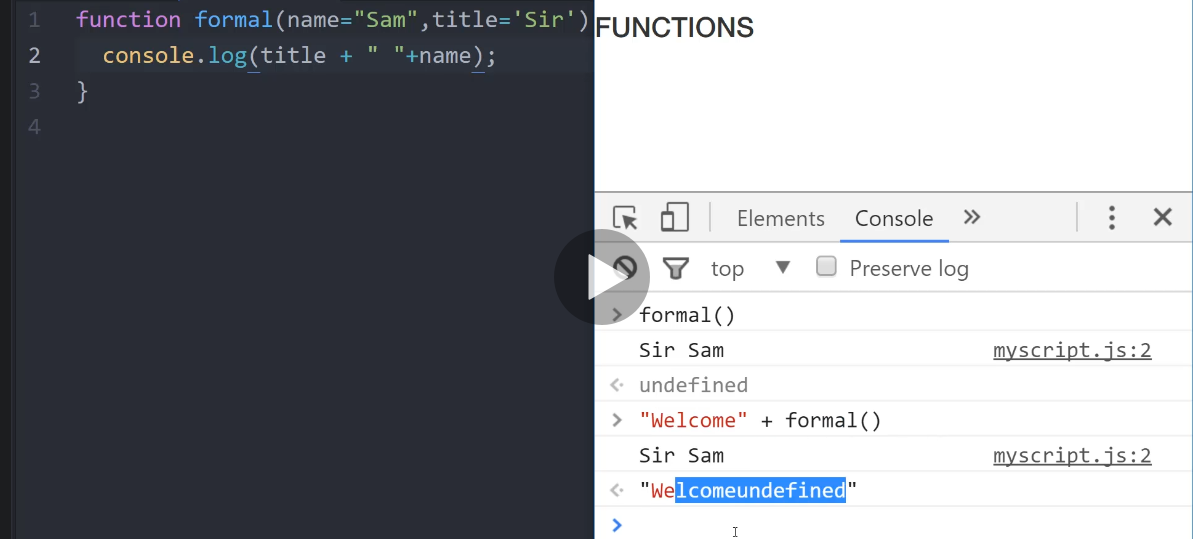 1 function formal(name="Sam",title='Sir')
2 console.log(title + " "+name);
3 }
4
FUNCTIONS
Elements Console »
top ▼ Preserve log
> formal()
Sir Sam myscript.js:2
undefined
> "Welcome" + formal()
Sir Sam myscript.js:2
"Welcomeundefined"
>